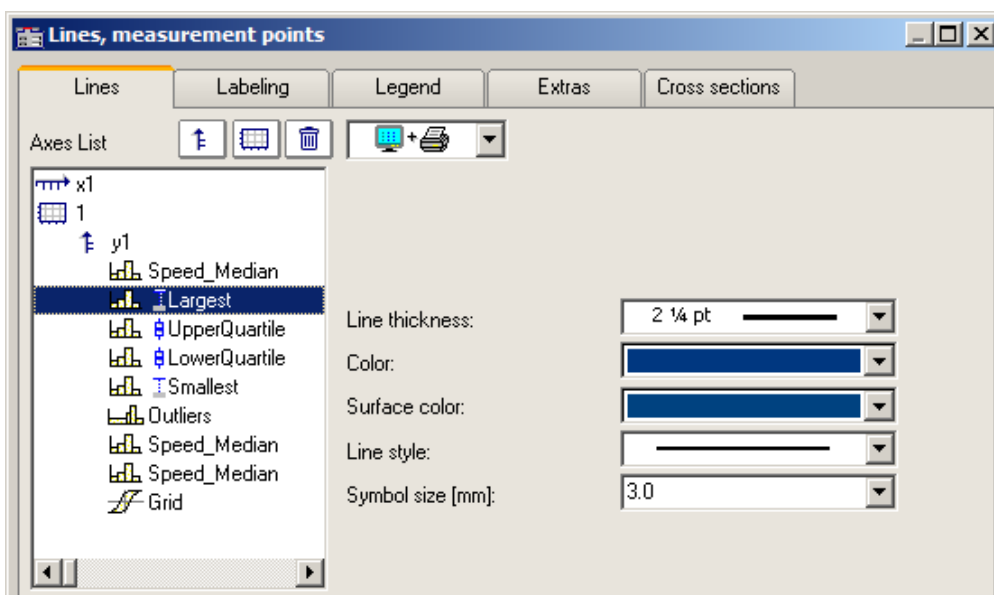 Lines, measurement points
Lines
Labeling
Legend
Extras
Cross sections
Axes List
+
x1
1
y1
Speed_Median
Largest
UpperQuartile
LowerQuartile
Smallest
Outliers
Speed_Median
Speed_Median
Grid
Line thickness:
2 ¼ pt
Color:
Surface color:
Line style:
Symbol size [mm]:
3.0